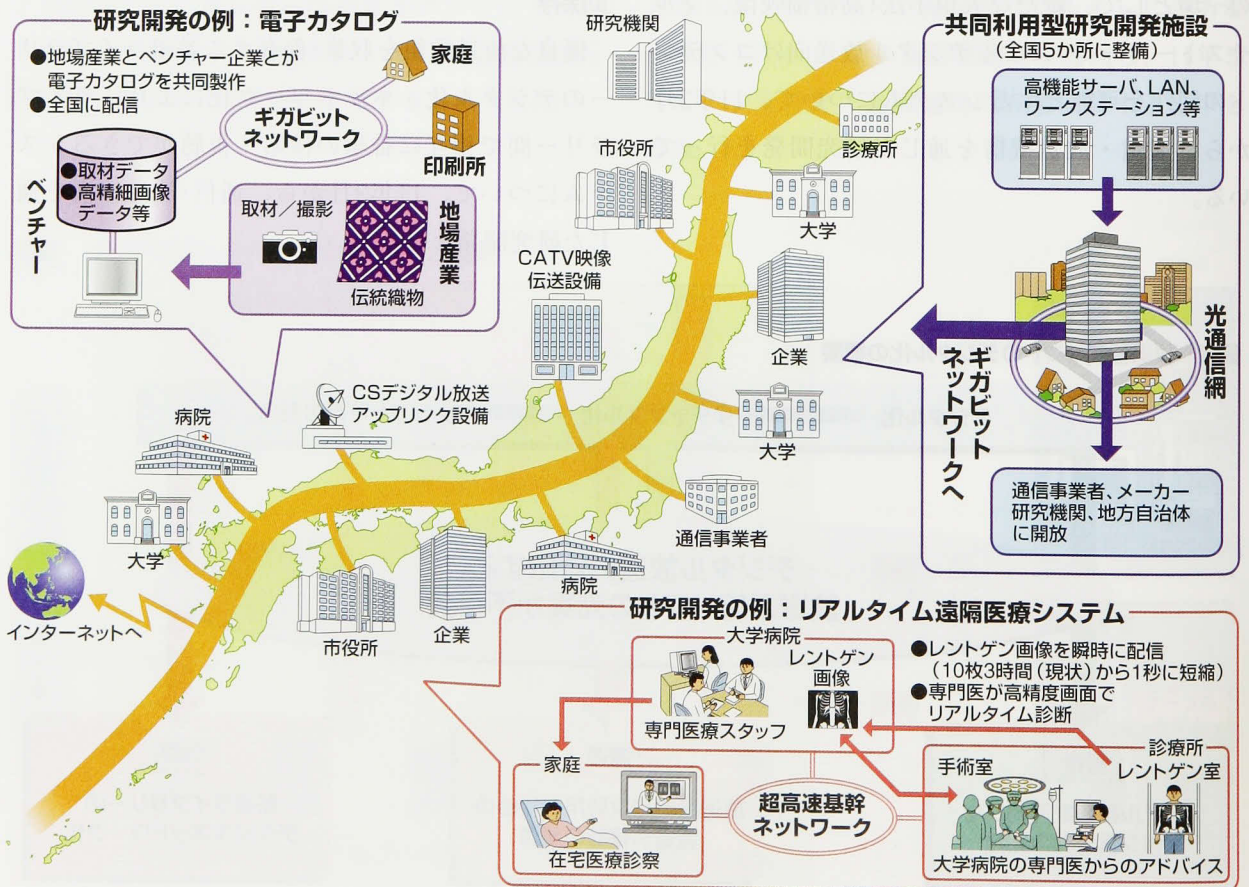 研究開発の例：電子カタログ
●地場産業とベンチャー企業とが
電子カタログを共同製作
●全国に配信
家庭
ギガビット
ネットワーク
印刷所
●取材データ
●高精細画像
データ等
ベンチャー
取材／撮影
伝統織物
地場産業
研究機関
診療所
市役所
大学
CATV映像
伝送設備
企業
大学
CSデジタル放送
アップリンク設備
病院
大学
通信事業者
病院
企業
市役所
インターネットへ
共同利用型研究開発施設
(全国5か所に整備)
高機能サーバ、LAN、
ワークステーション等
光通信網
ギガビット
ネットワークへ
通信事業者、メーカー
研究機関、地方自治体
に開放
研究開発の例：リアルタイム遠隔医療システム
大学病院
レントゲン
画像
専門医療スタッフ
●レントゲン画像を瞬時に配信
(10枚3時間(現状)から1秒に短縮)
●専門医が高精度画面で
リアルタイム診断
家庭
在宅医療診察
超高速基幹
ネットワーク
診療所
手術室
レントゲン室
大学病院の専門医からのアドバイス